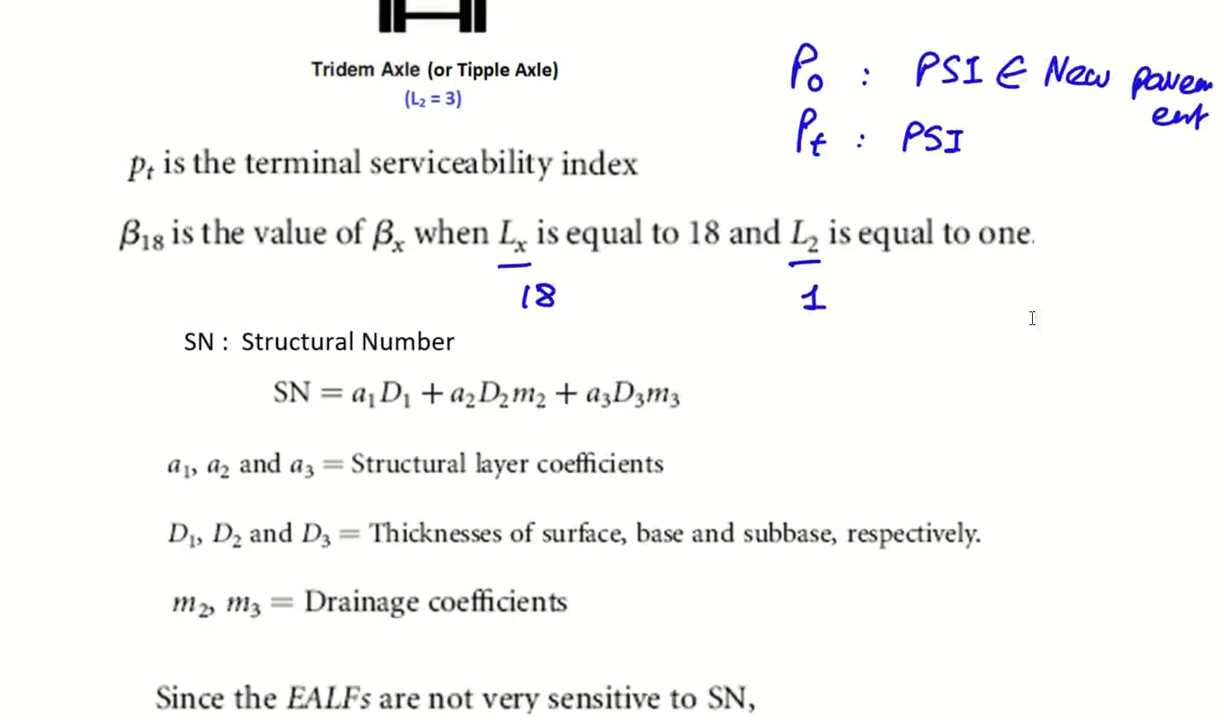 Tridem Axle (or Tipple Axle)
(L₂ = 3)
P₀ : PSI ∈ New pavem
ent
Pₜ : PSI
pₜ is the terminal serviceability index
β₁₈ is the value of βₓ when Lₓ is equal to 18 and L₂ is equal to one.
18 1
SN : Structural Number
SN = a₁D₁ + a₂D₂m₂ + a₃D₃m₃
a₁, a₂ and a₃ = Structural layer coefficients
D₁, D₂ and D₃ = Thicknesses of surface, base and subbase, respectively.
m₂, m₃ = Drainage coefficients
Since the EALFs are not very sensitive to SN,